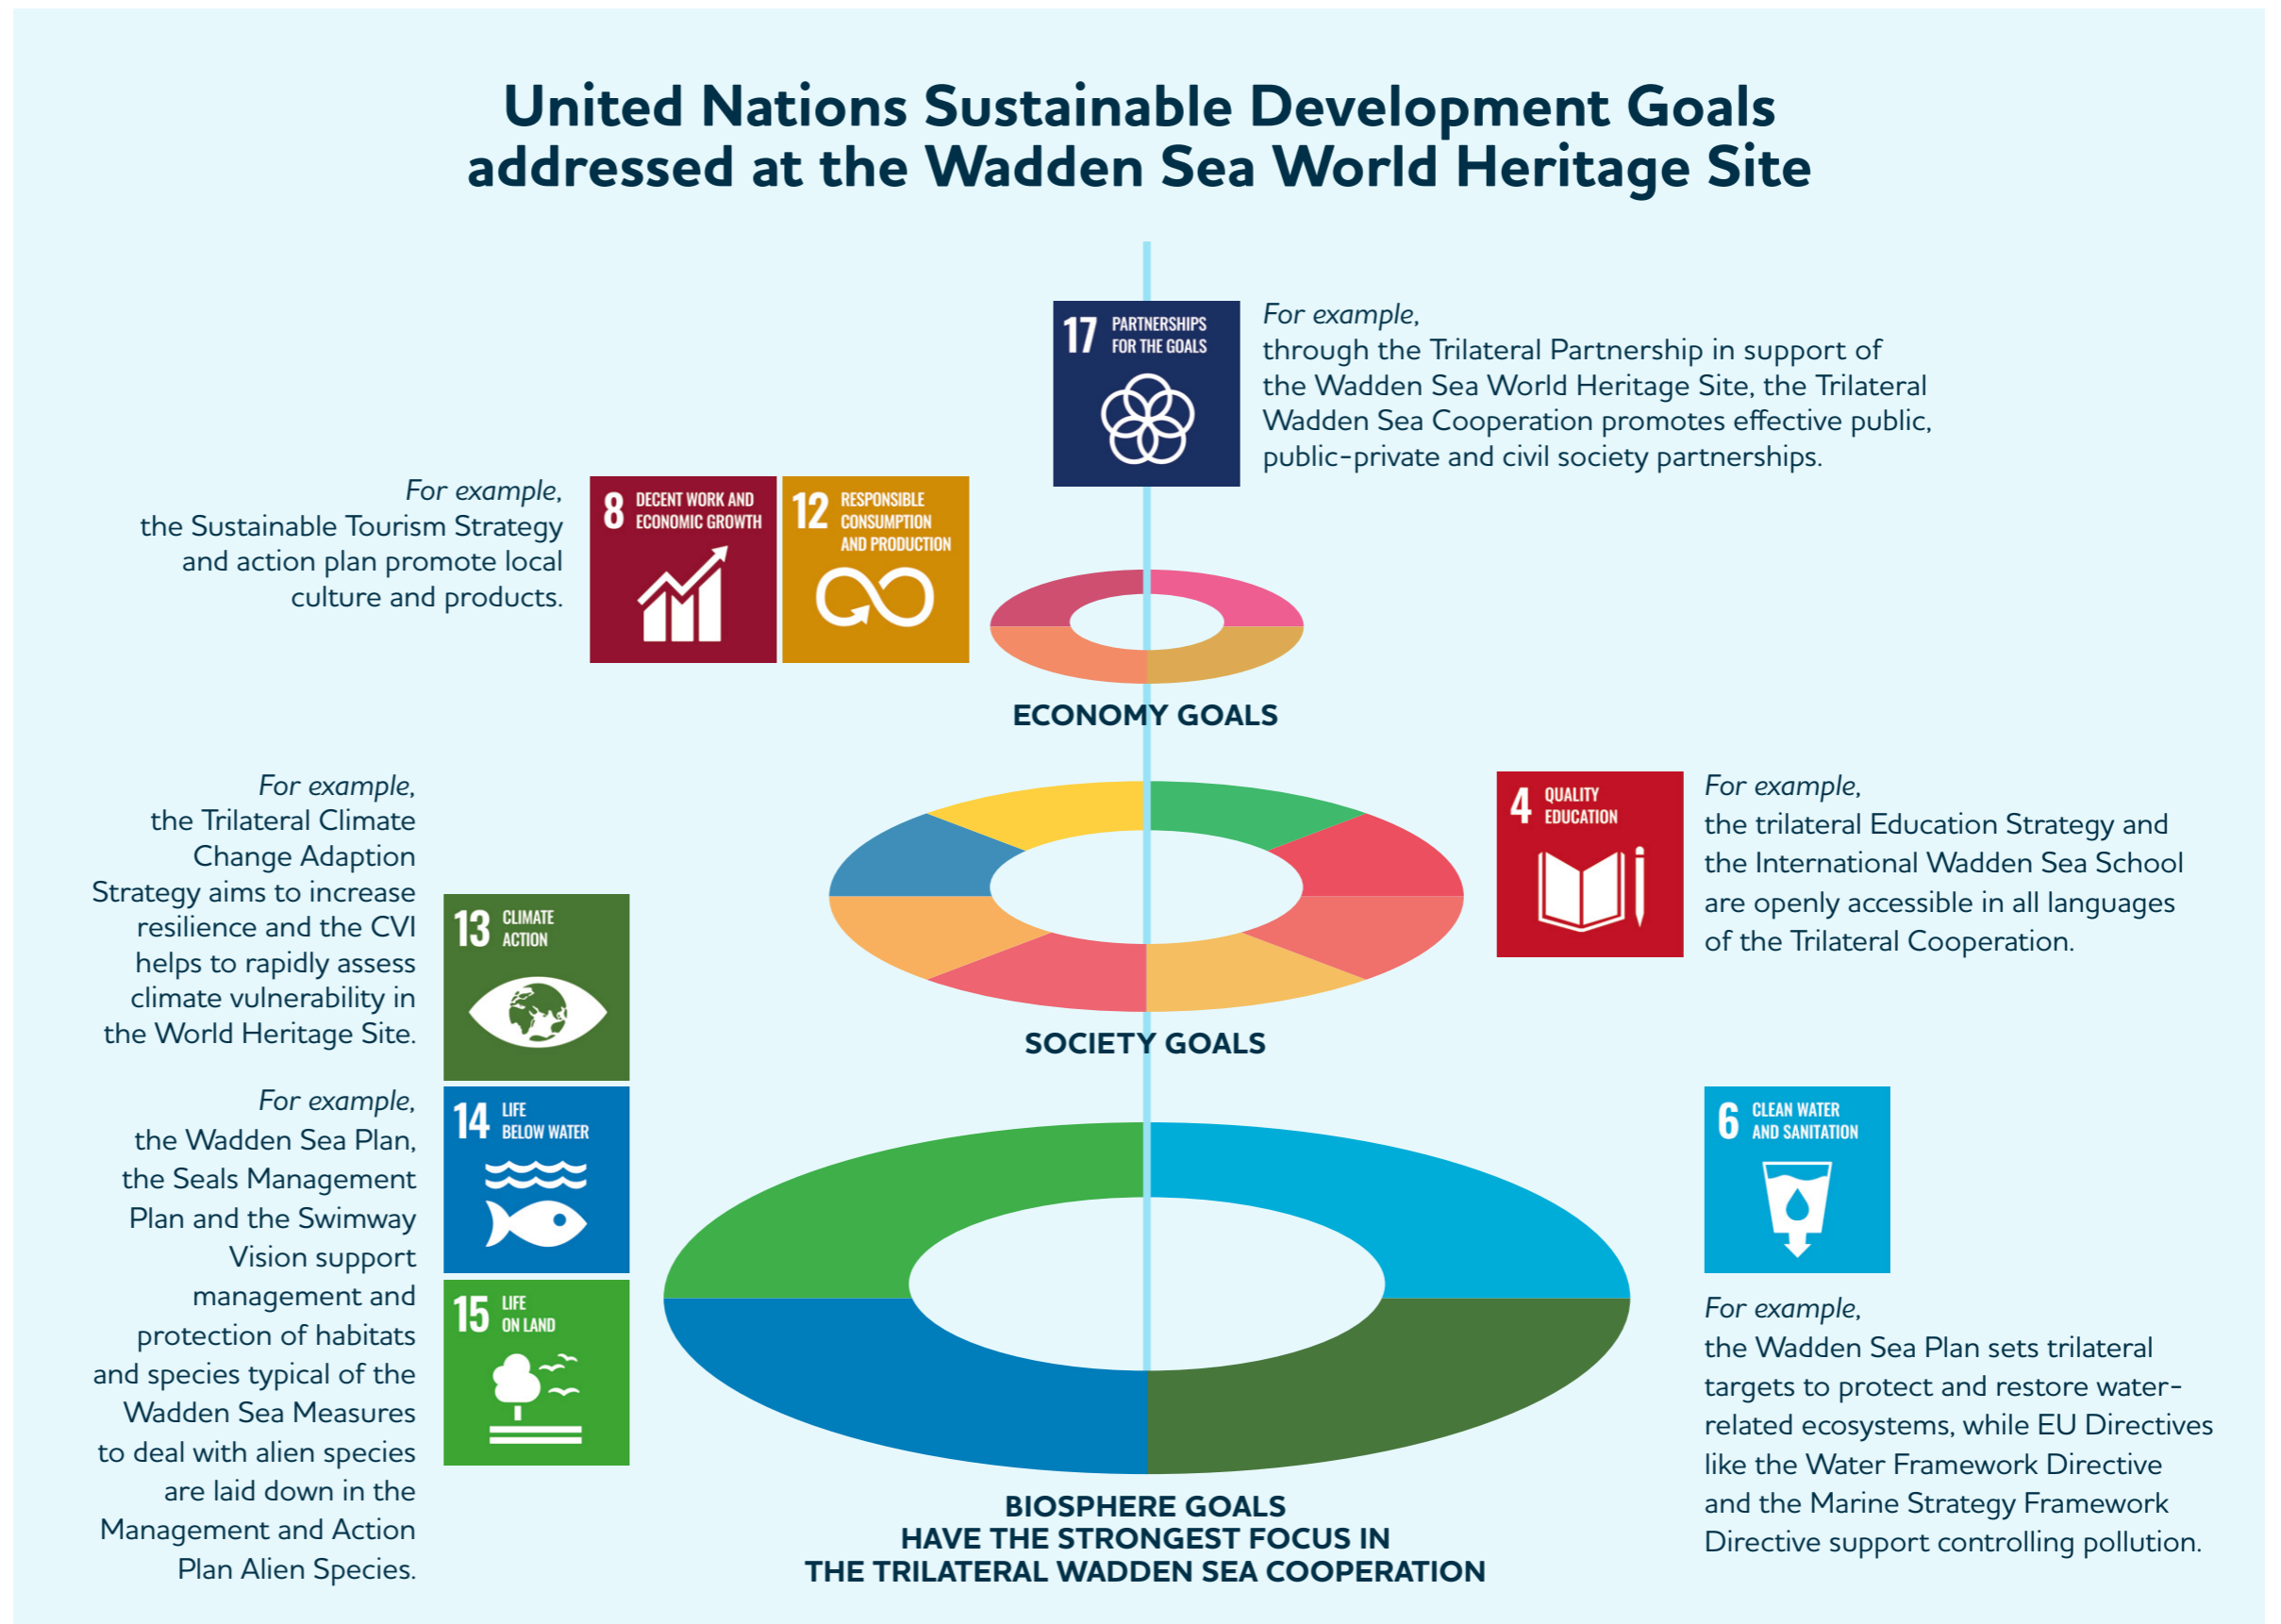 United Nations Sustainable Development Goals
addressed at the Wadden Sea World Heritage Site
17 PARTNERSHIPS
FOR THE GOALS
For example,
through the Trilateral Partnership in support of
the Wadden Sea World Heritage Site, the Trilateral
Wadden Sea Cooperation promotes effective public,
public-private and civil society partnerships.
For example,
the Sustainable Tourism Strategy
and action plan promote local
culture and products.
8 DECENT WORK AND
ECONOMIC GROWTH
12 RESPONSIBLE
CONSUMPTION
AND PRODUCTION
ECONOMY GOALS
For example,
the Trilateral Climate
Change Adaption
Strategy aims to increase
resilience and the CVI
helps to rapidly assess
climate vulnerability in
the World Heritage Site.
13 CLIMATE
ACTION
4 QUALITY
EDUCATION
For example,
the trilateral Education Strategy and
the International Wadden Sea School
are openly accessible in all languages
of the Trilateral Cooperation.
SOCIETY GOALS
For example,
the Wadden Sea Plan,
the Seals Management
Plan and the Swimway
Vision support
management and
protection of habitats
and species typical of the
Wadden Sea Measures
to deal with alien species
are laid down in the
Management and Action
Plan Alien Species.
14 LIFE
BELOW WATER
15 LIFE
ON LAND
6 CLEAN WATER
AND SANITATION
For example,
the Wadden Sea Plan sets trilateral
targets to protect and restore water-
related ecosystems, while EU Directives
like the Water Framework Directive
and the Marine Strategy Framework
Directive support controlling pollution.
BIOSPHERE GOALS
HAVE THE STRONGEST FOCUS IN
THE TRILATERAL WADDEN SEA COOPERATION